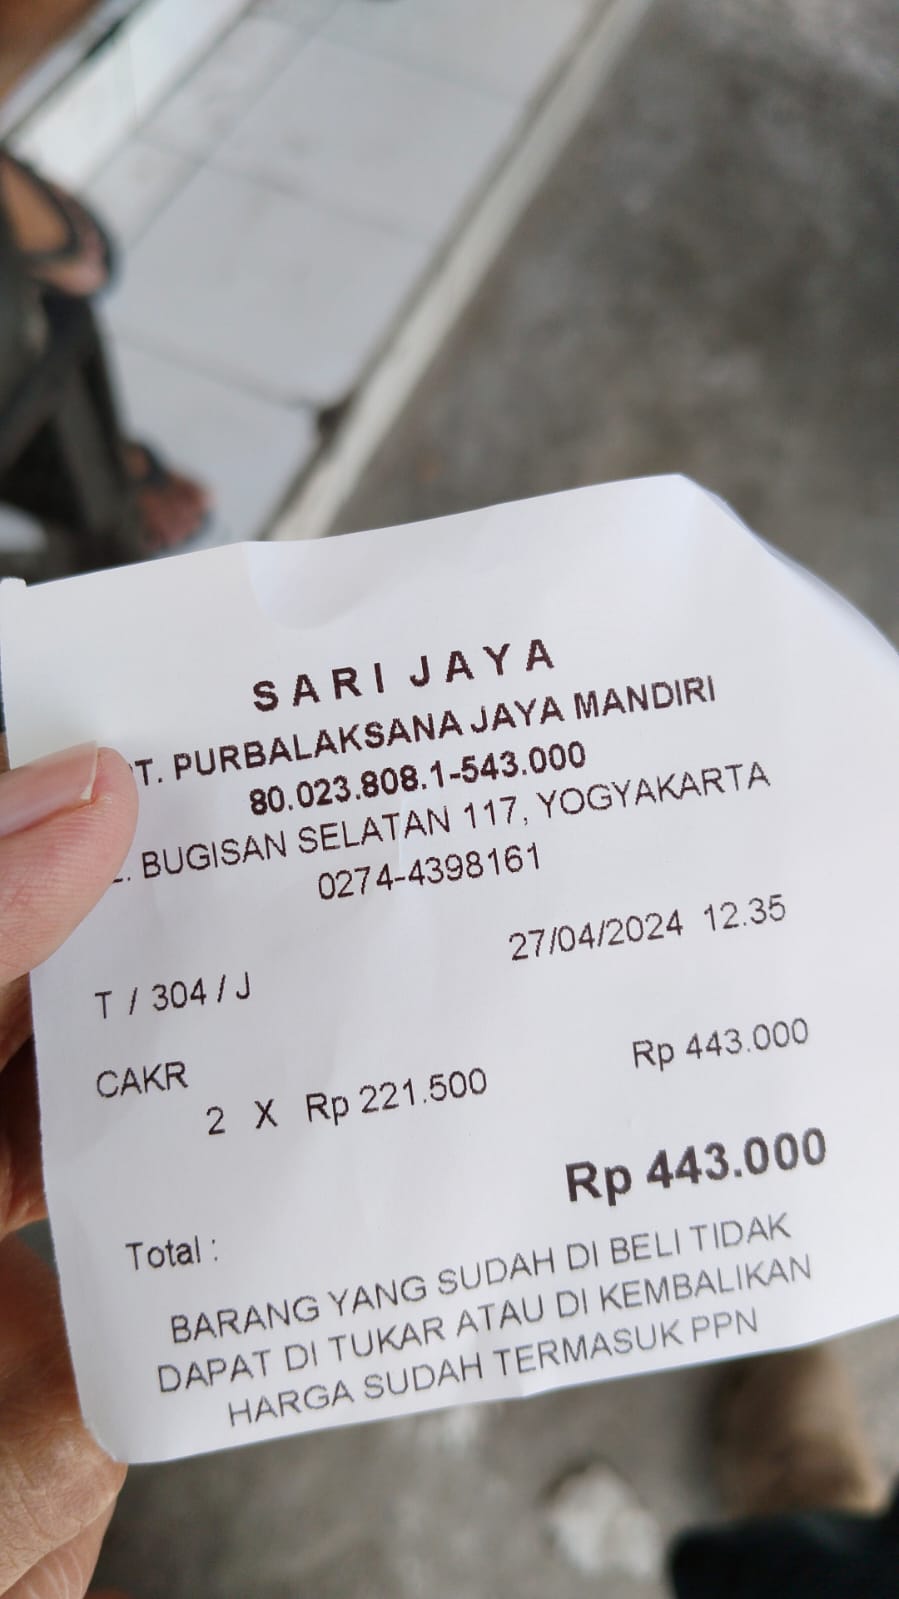 SARI JAYA
T. PURBALAKSANA JAYA MANDIRI
80.023.808.1-543.000
. BUGISAN SELATAN 117, YOGYAKARTA
0274-4398161
27/04/2024 12.35
T / 304 / J
CAKR
2 X Rp 221.500 Rp 443.000
Total : Rp 443.000
BARANG YANG SUDAH DI BELI TIDAK
DAPAT DI TUKAR ATAU DI KEMBALIKAN
HARGA SUDAH TERMASUK PPN